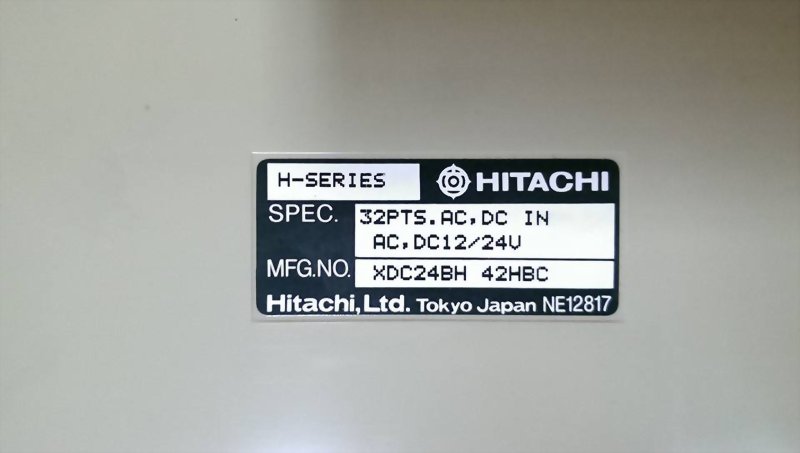 H-SERIES HITACHI
SPEC. 32PTS.AC,DC IN
AC,DC12/24V
MFG.NO. XDC24BH 42HBC
Hitachi,Ltd. Tokyo Japan NE12817